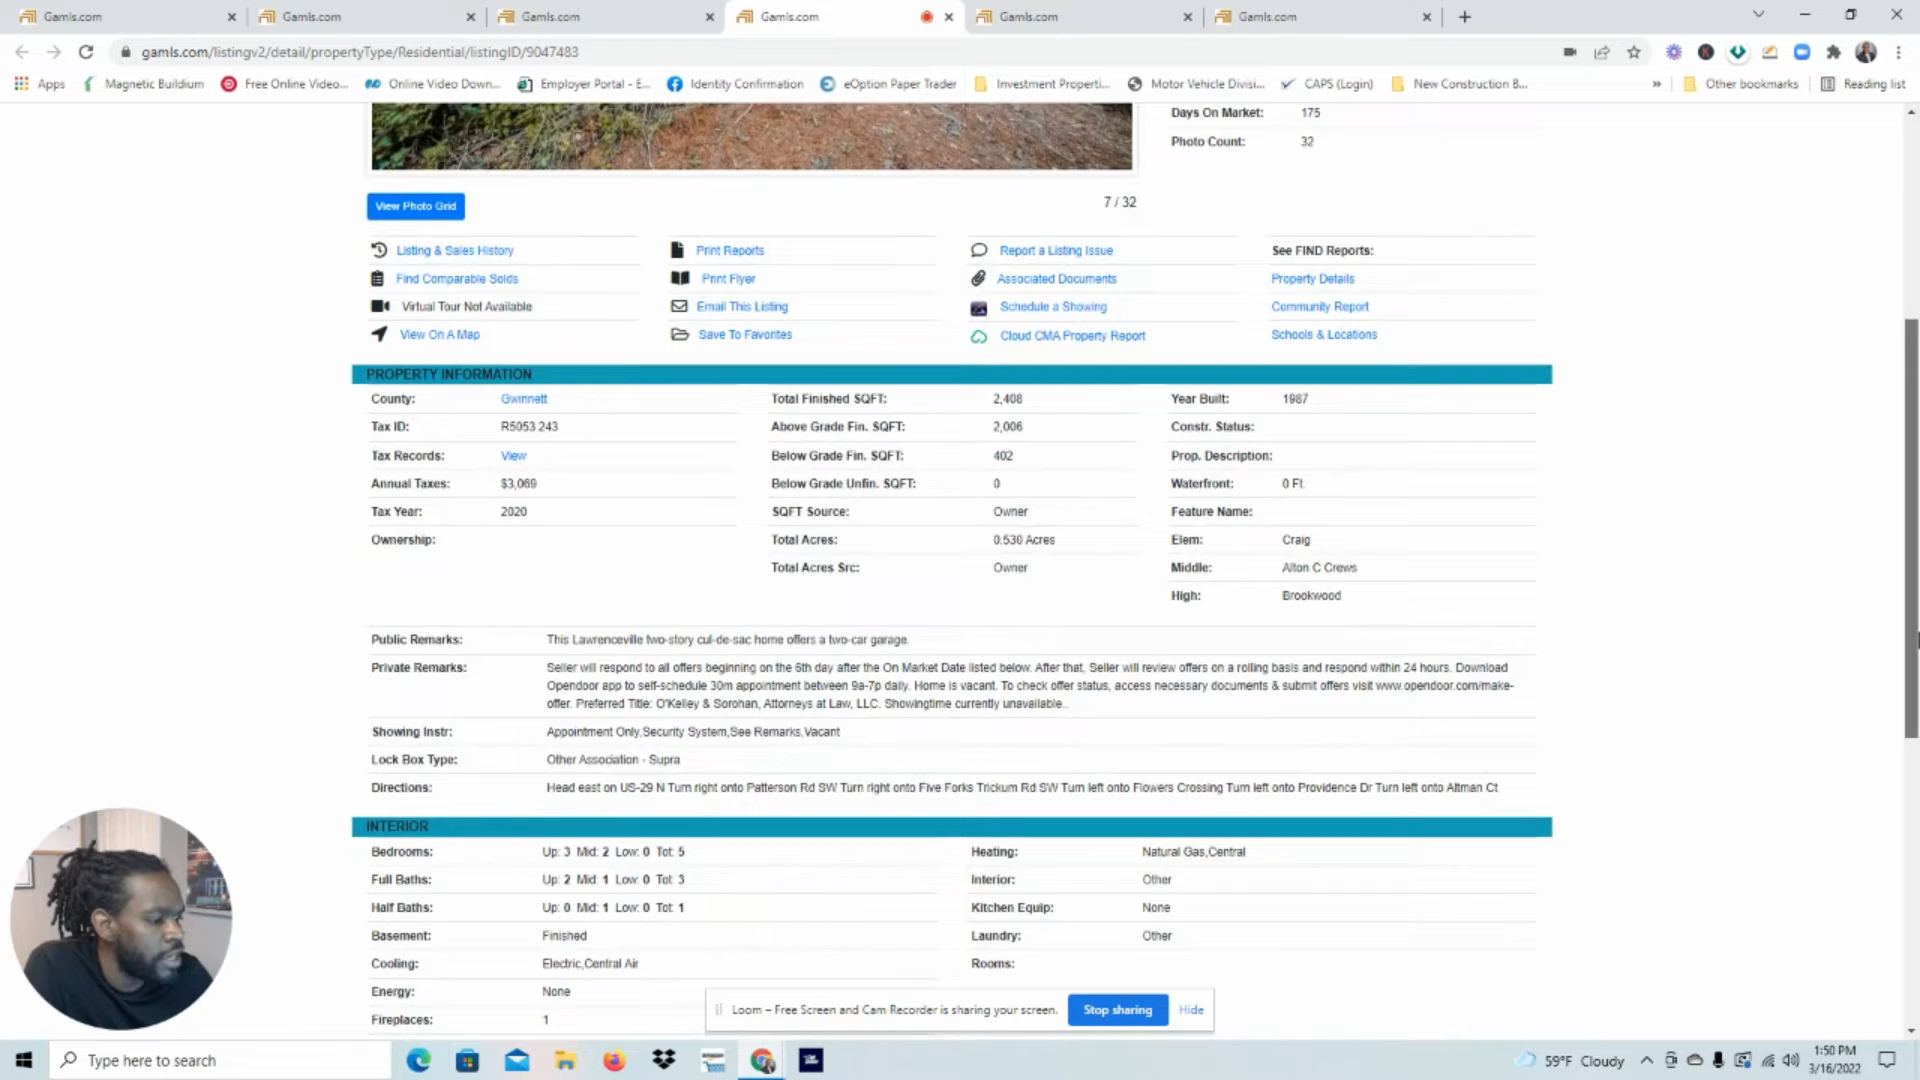 Gamls.com
Gamls.com
Gamls.com
Gamls.com
Gamls.com
Gamls.com
gamls.com/listingv2/detail/propertyType/Residential/listingID/9047483
Apps
Magnetic Buildium
Free Online Video...
Online Video Down...
Employer Portal - E...
Identity Confirmation
eOption Paper Trader
Investment Properti...
Motor Vehicle Divisi...
CAPS (Login)
New Construction B...
»
Other bookmarks
Reading list
Days On Market: 175
Photo Count: 32
View Photo Grid
7 / 32
Listing & Sales History
Print Reports
Report a Listing Issue
See FIND Reports:
Find Comparable Solds
Print Flyer
Associated Documents
Property Details
Virtual Tour Not Available
Email This Listing
Schedule a Showing
Community Report
View On A Map
Save To Favorites
Cloud CMA Property Report
Schools & Locations
PROPERTY INFORMATION
County: Gwinnett
Tax ID: R5053 243
Tax Records: View
Annual Taxes: $3,069
Tax Year: 2020
Ownership:
Total Finished SQFT: 2,408
Above Grade Fin. SQFT: 2,006
Below Grade Fin. SQFT: 402
Below Grade Unfin. SQFT: 0
SQFT Source: Owner
Total Acres: 0.530 Acres
Total Acres Src: Owner
Year Built: 1987
Constr. Status:
Prop. Description:
Waterfront: 0 Ft.
Feature Name:
Elem: Craig
Middle: Alton C Crews
High: Brookwood
Public Remarks: This Lawrenceville two-story cul-de-sac home offers a two-car garage.
Private Remarks: Seller will respond to all offers beginning on the 6th day after the On Market Date listed below. After that, Seller will review offers on a rolling basis and respond within 24 hours. Download
Opendoor app to self-schedule 30m appointment between 9a-7p daily. Home is vacant. To check offer status, access necessary documents & submit offers visit www.opendoor.com/make-
offer. Preferred Title: O'Kelley & Sorohan, Attorneys at Law, LLC. Showingtime currently unavailable..
Showing Instr: Appointment Only,Security System,See Remarks,Vacant
Lock Box Type: Other Association - Supra
Directions: Head east on US-29 N Turn right onto Patterson Rd SW Turn right onto Five Forks Trickum Rd SW Turn left onto Flowers Crossing Turn left onto Providence Dr Turn left onto Altman Ct
INTERIOR
Bedrooms: Up: 3 Mid: 2 Low: 0 Tot: 5
Full Baths: Up: 2 Mid: 1 Low: 0 Tot: 3
Half Baths: Up: 0 Mid: 1 Low: 0 Tot: 1
Basement: Finished
Cooling: Electric,Central Air
Energy: None
Fireplaces: 1
Heating: Natural Gas,Central
Interior: Other
Kitchen Equip: None
Laundry: Other
Rooms:
Loom – Free Screen and Cam Recorder is sharing your screen.
Stop sharing
Hide
Type here to search
59°F Cloudy
1:50 PM
3/16/2022